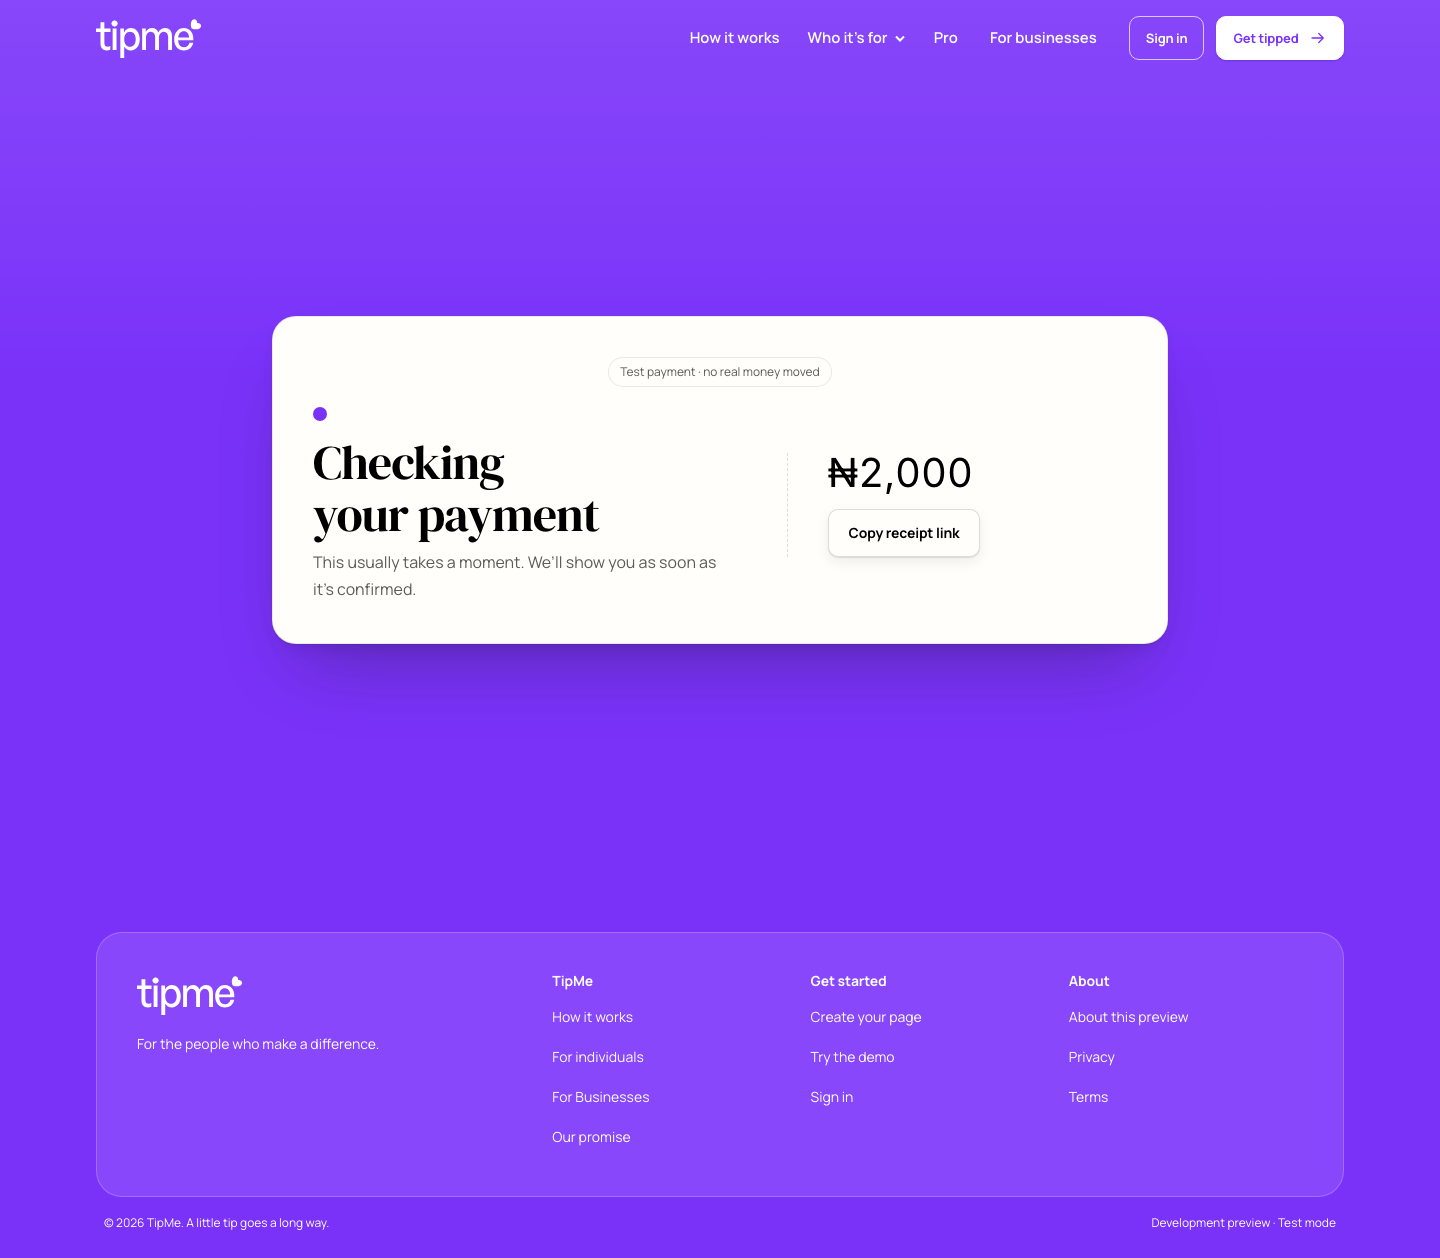 tipme
How it works
Who it's for
Pro
For businesses
Sign in
Get tipped
Test payment · no real money moved
Checking
your payment
This usually takes a moment. We'll show you as soon as
it's confirmed.
₦2,000
Copy receipt link
tipme
For the people who make a difference.
TipMe
How it works
For individuals
For Businesses
Our promise
Get started
Create your page
Try the demo
Sign in
About
About this preview
Privacy
Terms
© 2026 TipMe. A little tip goes a long way.
Development preview · Test mode